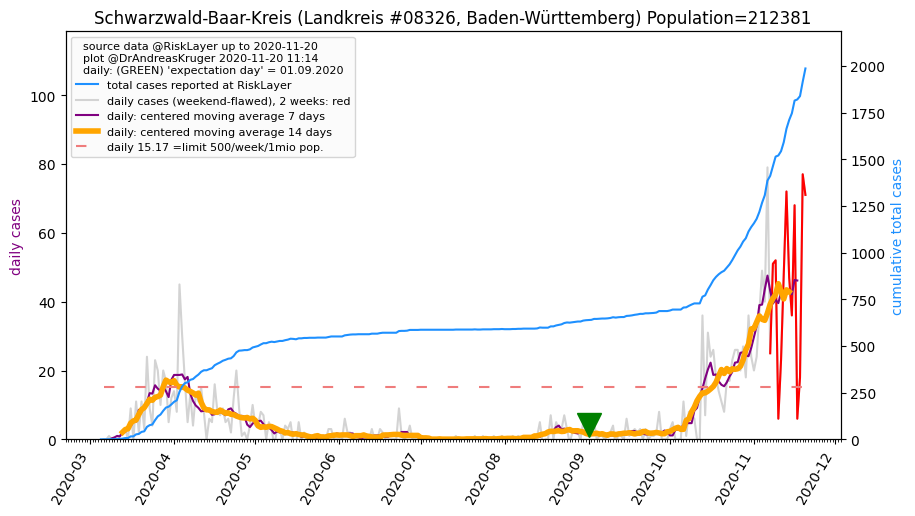 Schwarzwald-Baar-Kreis (Landkreis #08326, Baden-Württemberg) Population=212381
source data @RiskLayer up to 2020-11-20
plot @DrAndreasKruger 2020-11-20 11:14
daily: (GREEN) 'expectation day' = 01.09.2020
total cases reported at RiskLayer
daily cases (weekend-flawed), 2 weeks: red
daily: centered moving average 7 days
daily: centered moving average 14 days
daily 15.17 =limit 500/week/1mio pop.
daily cases
100
80
60
40
20
0
cumulative total cases
2000
1750
1500
1250
1000
750
500
250
0
2020-03
2020-04
2020-05
2020-06
2020-07
2020-08
2020-09
2020-10
2020-11
2020-12